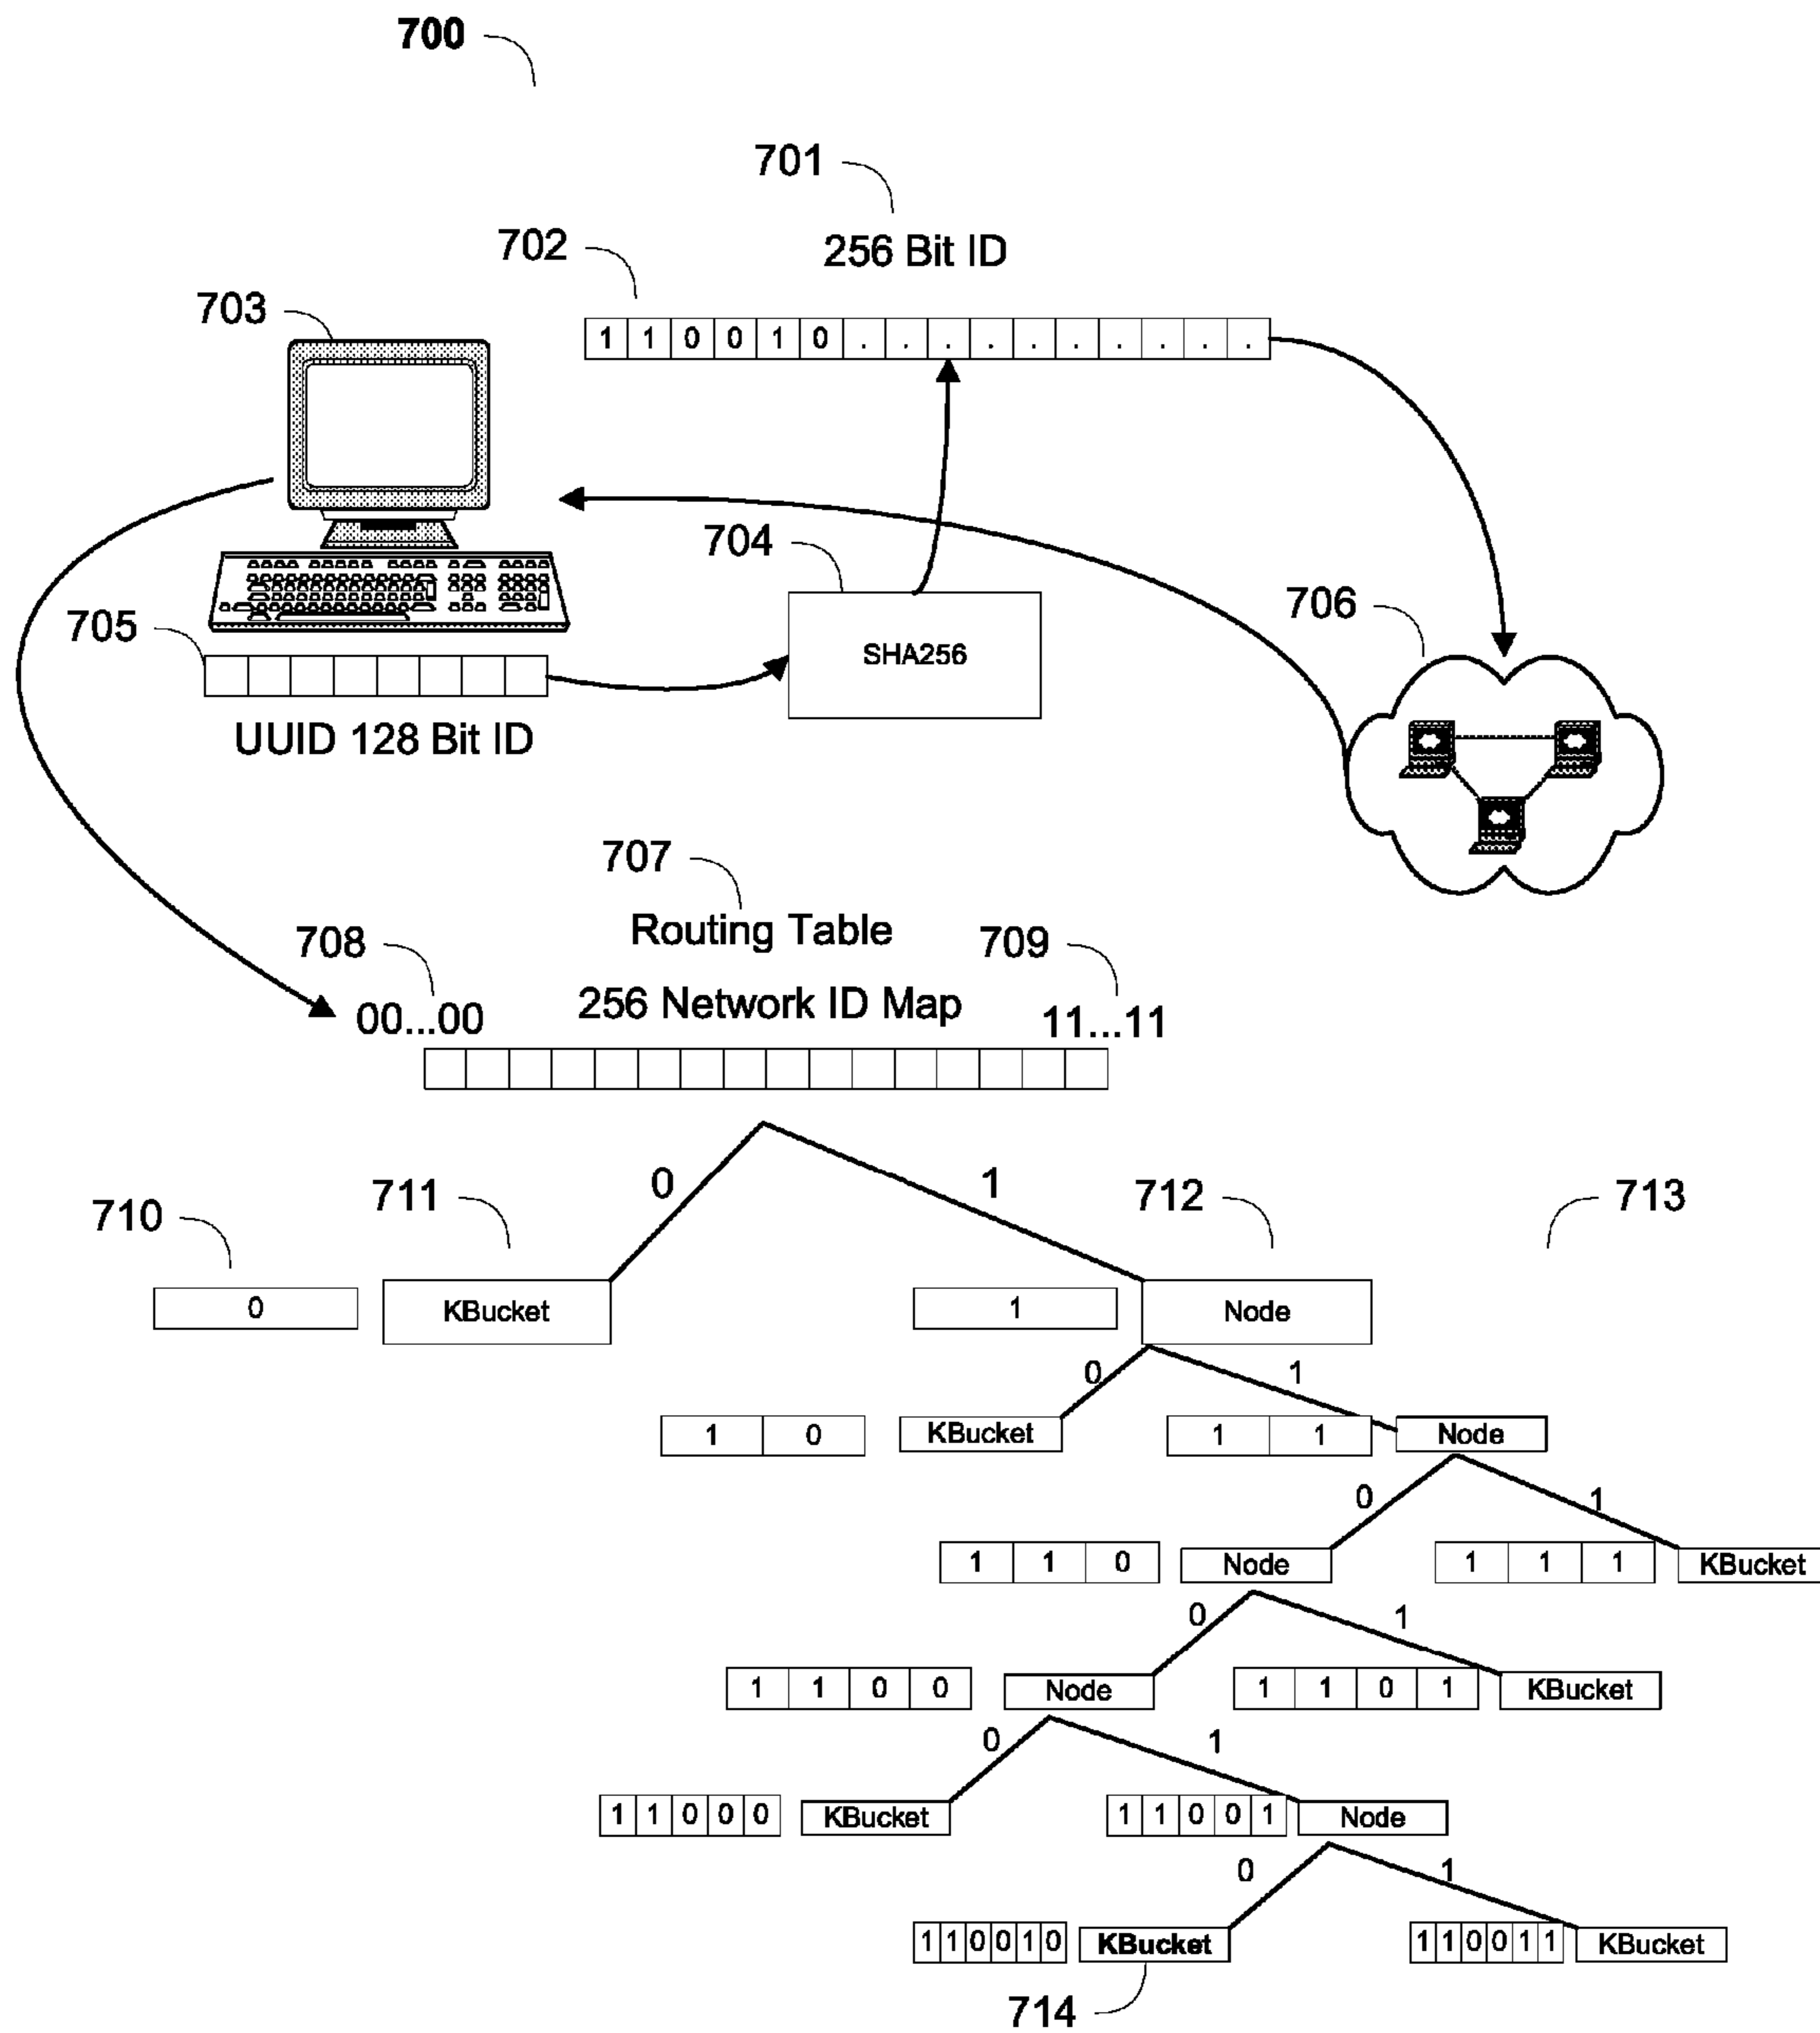 700
701
702
256 Bit ID
703
1 1 0 0 1 0 . . . . . . . . . .
704
706
705
SHA256
UUID 128 Bit ID
707
708
Routing Table
709
00...00
256 Network ID Map
11...11
710
711
0
1
712
713
0
KBucket
1
Node
0
1
1 0
KBucket
1 1
Node
0
1
1 1 0
Node
1 1 1
KBucket
0
1
1 1 0 0
Node
1 1 0 1
KBucket
0
1
1 1 0 0 0
KBucket
1 1 0 0 1
Node
0
1
1 1 0 0 1 0
KBucket
1 1 0 0 1 1
KBucket
714